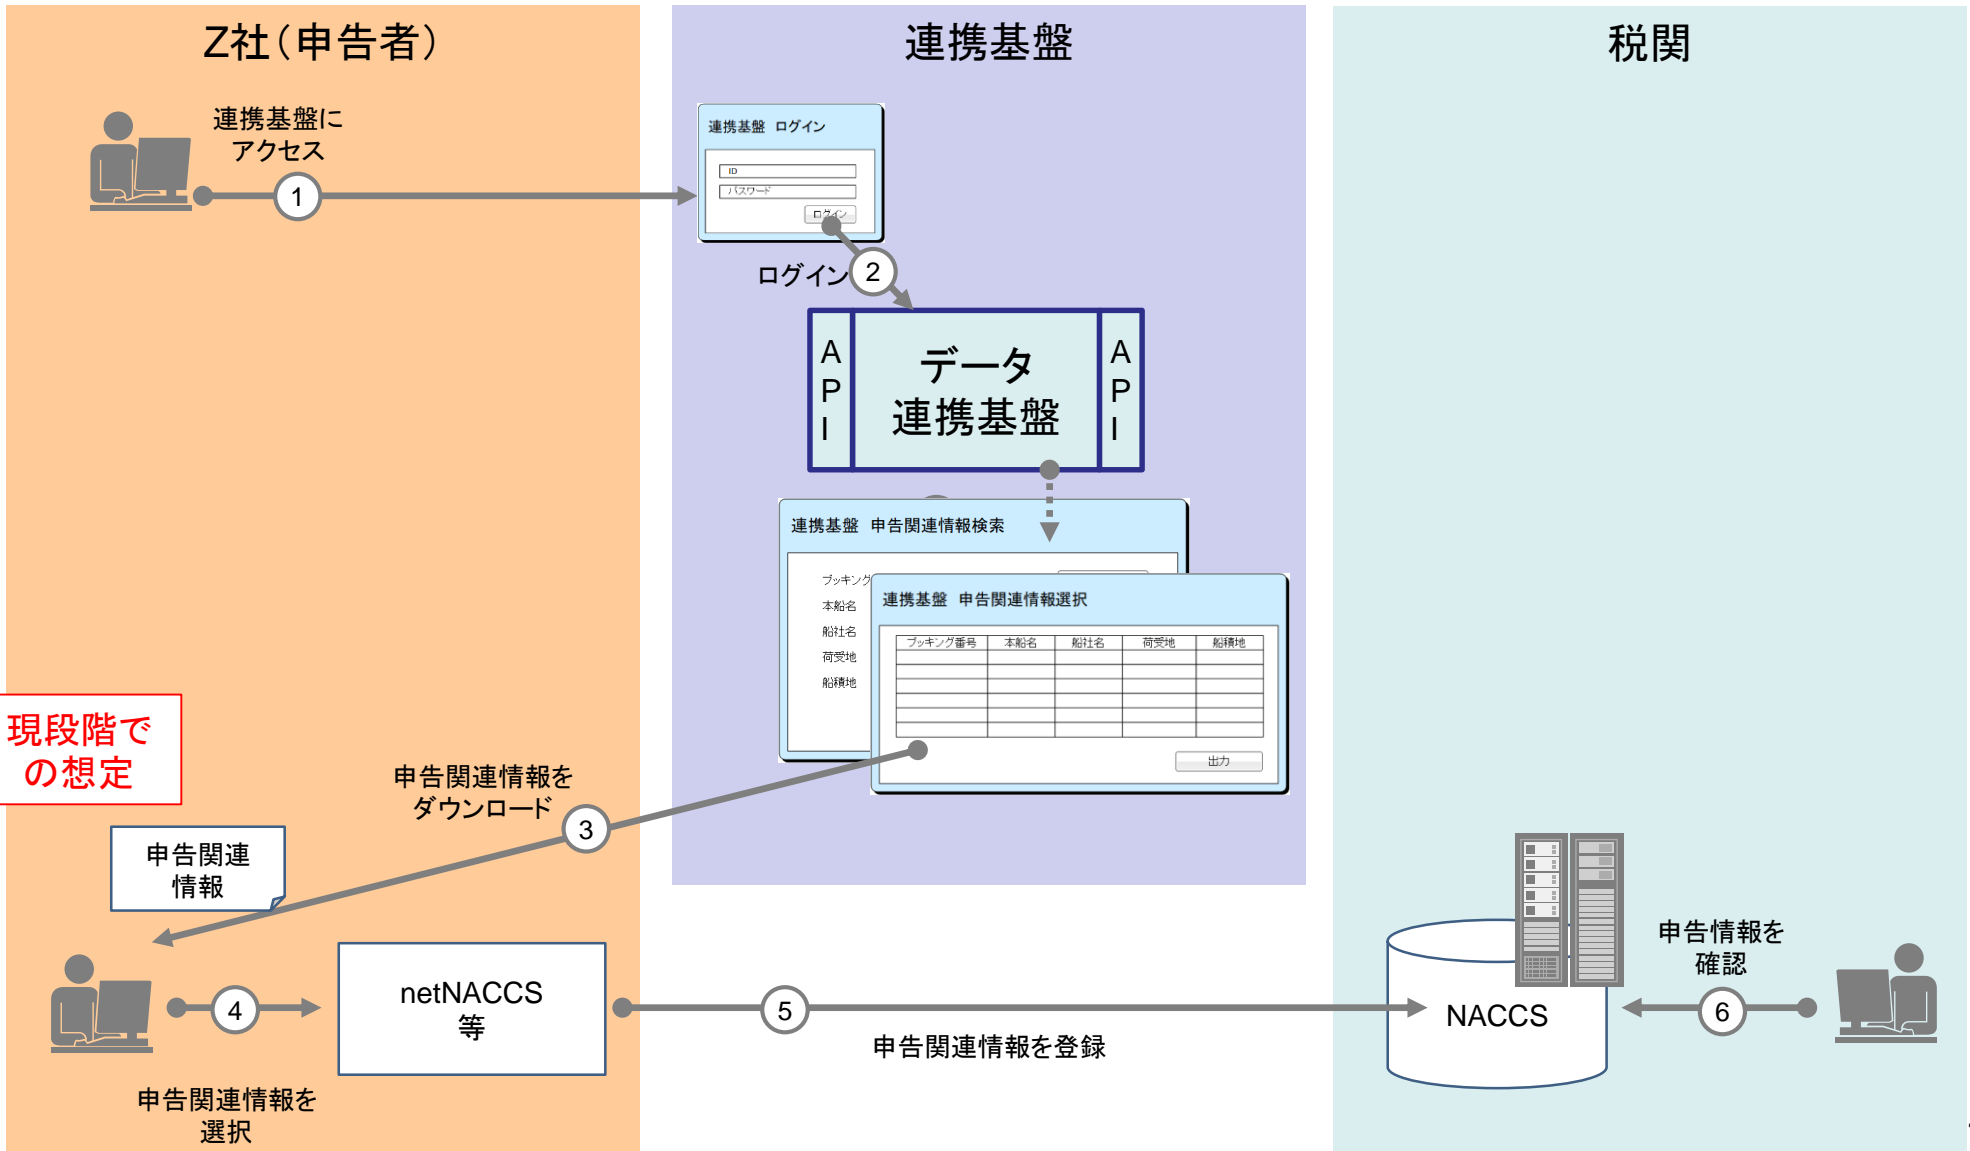 Z社（申告者）
連携基盤
税関
連携基盤に
アクセス
1
連携基盤 ログイン
ID
パスワード
ログイン
ログイン
2
A
P
I
データ
連携基盤
A
P
I
連携基盤 申告関連情報検索
ブッキング
本船名
船社名
荷受地
船積地
連携基盤 申告関連情報選択
ブッキング番号 本船名 船社名 荷受地 船積地
出力
現段階で
の想定
申告関連情報を
ダウンロード
3
申告関連
情報
4
netNACCS
等
5
申告関連情報を登録
NACCS
申告情報を
確認
6
申告関連情報を
選択